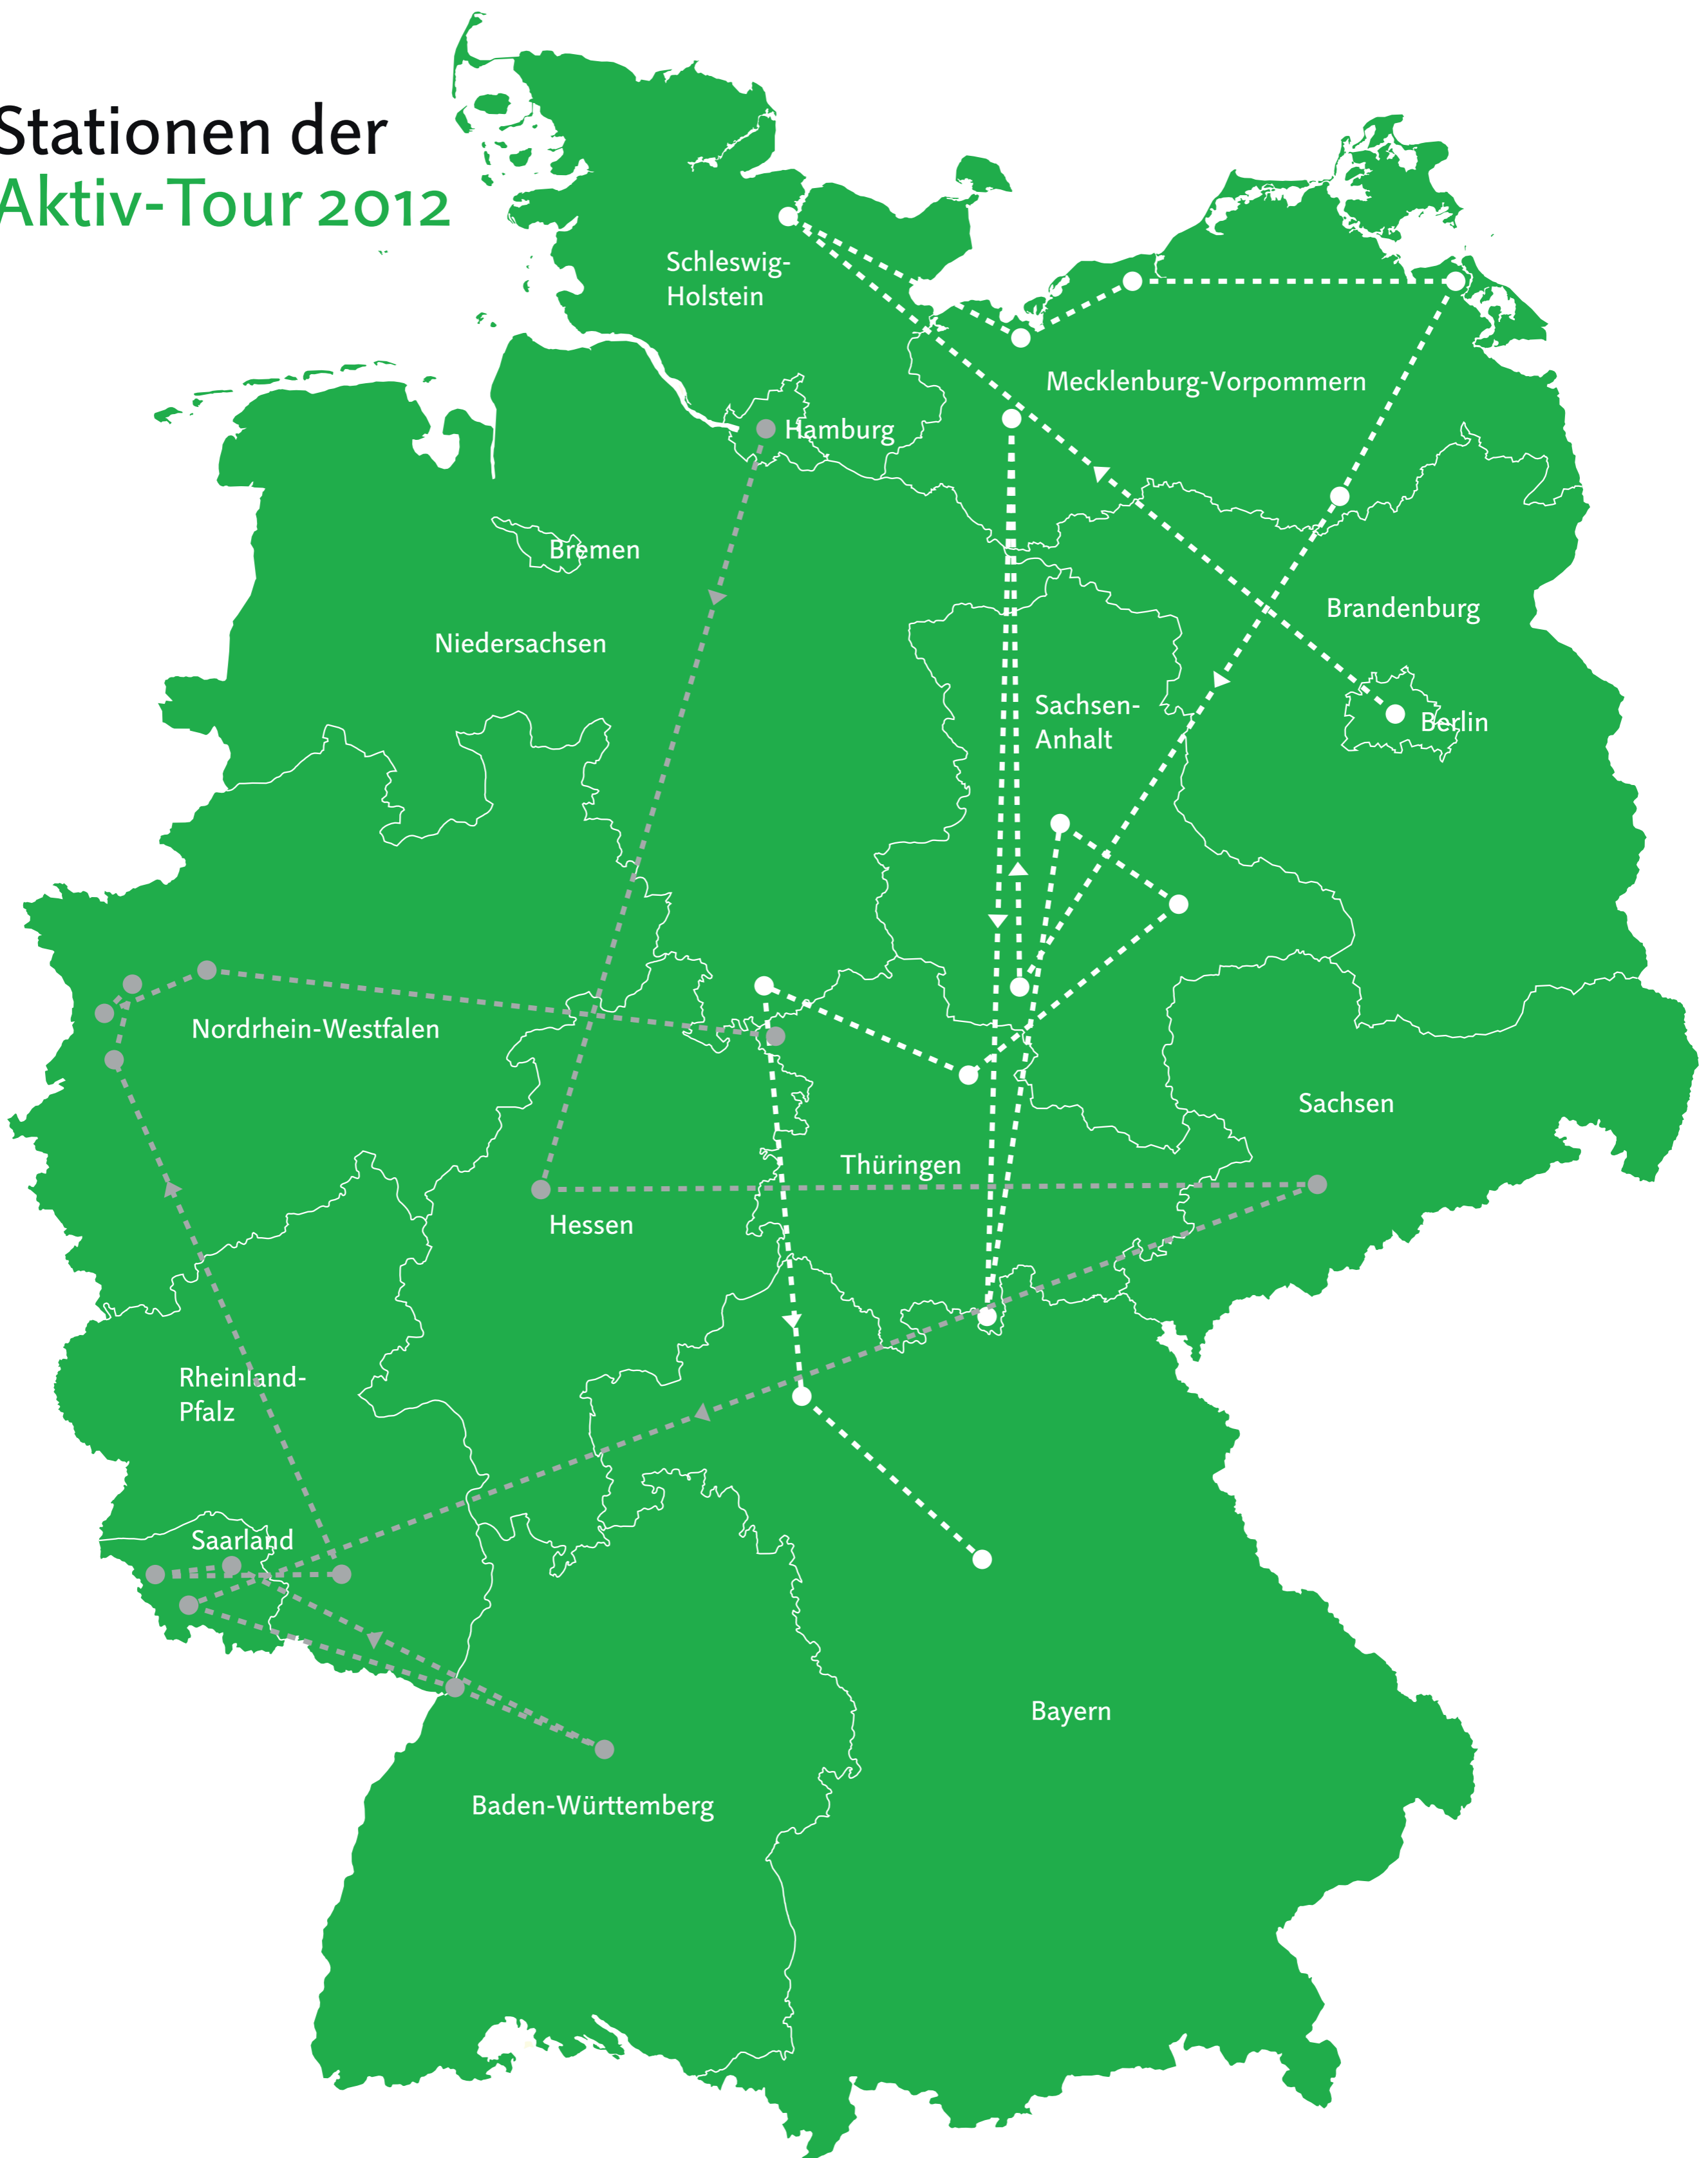 Stationen der
Aktiv-Tour 2012
Schleswig-
Holstein
Mecklenburg-Vorpommern
Hamburg
Bremen
Brandenburg
Niedersachsen
Sachsen-
Anhalt
Berlin
Nordrhein-Westfalen
Sachsen
Thüringen
Hessen
Rheinland-
Pfalz
Saarland
Bayern
Baden-Württemberg